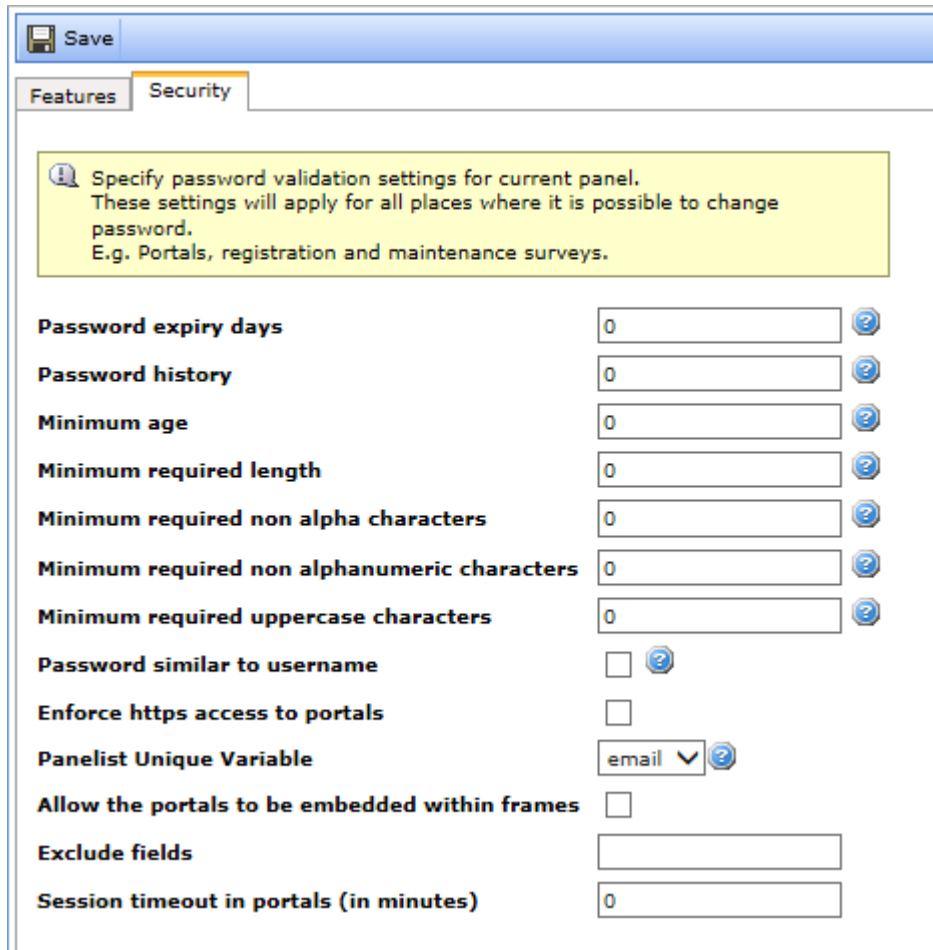 Save
Features Security
Specify password validation settings for current panel.
These settings will apply for all places where it is possible to change
password.
E.g. Portals, registration and maintenance surveys.
Password expiry days 0
Password history 0
Minimum age 0
Minimum required length 0
Minimum required non alpha characters 0
Minimum required non alphanumeric characters 0
Minimum required uppercase characters 0
Password similar to username
Enforce https access to portals
Panelist Unique Variable email
Allow the portals to be embedded within frames
Exclude fields
Session timeout in portals (in minutes) 0